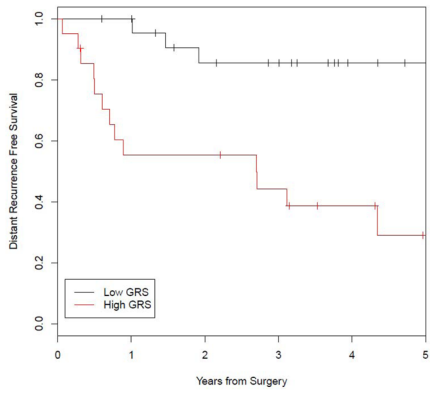 Distant Recurrence Free Survival
1.0
0.8
0.6
0.4
0.2
0.0
Low GRS
High GRS
0 1 2 3 4 5
Years from Surgery